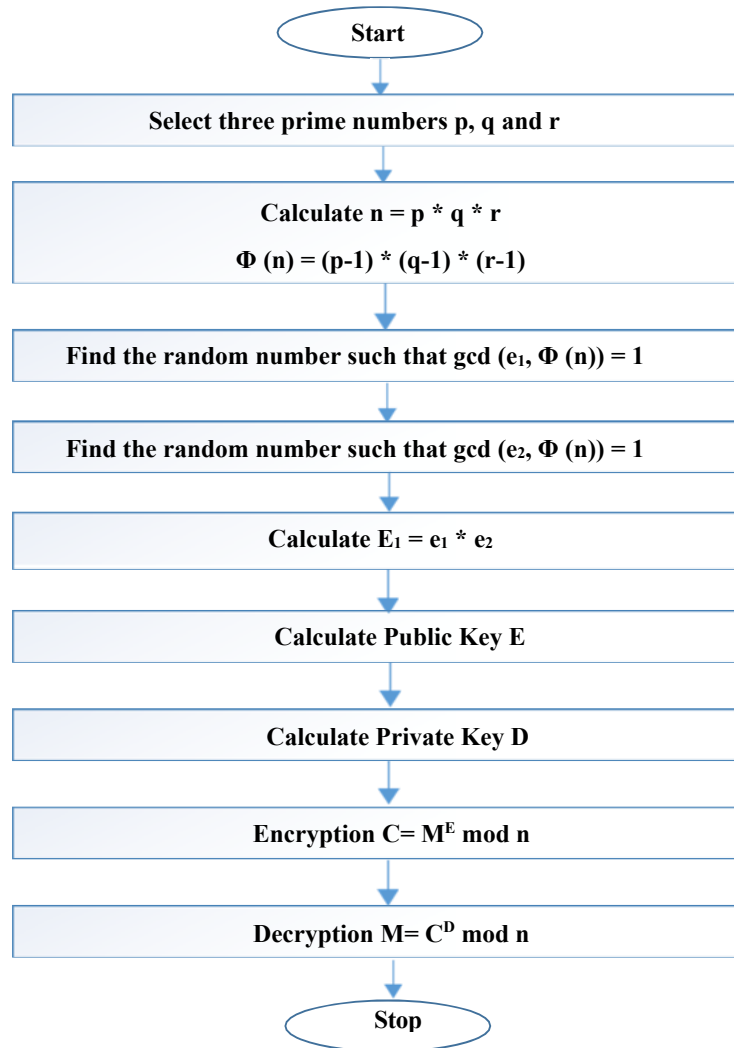 Start
Select three prime numbers p, q and r
Calculate n = p * q * r
Φ (n) = (p-1) * (q-1) * (r-1)
Find the random number such that gcd (e₁, Φ (n)) = 1
Find the random number such that gcd (e₂, Φ (n)) = 1
Calculate E₁ = e₁ * e₂
Calculate Public Key E
Calculate Private Key D
Encryption C= Mᴱ mod n
Decryption M= Cᴰ mod n
Stop